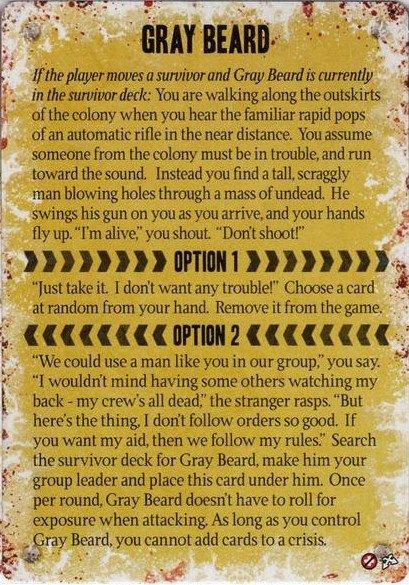 GRAY BEARD
If the player moves a survivor and Gray Beard is currently
in the survivor deck: You are walking along the outskirts
of the colony when you hear the familiar rapid pops
of an automatic rifle in the near distance. You assume
someone from the colony must be in trouble, and run
toward the sound. Instead you find a tall, scraggly
man blowing holes through a mass of undead. He
swings his gun on you as you arrive, and your hands
fly up. “I’m alive,” you shout. “Don’t shoot!”
OPTION 1
“Just take it. I don’t want any trouble!” Choose a card
at random from your hand. Remove it from the game.
OPTION 2
“We could use a man like you in our group,” you say.
“I wouldn’t mind having some others watching my
back - my crew’s all dead,” the stranger rasps. “But
here’s the thing, I don’t follow orders so good. If
you want my aid, then we follow my rules.” Search
the survivor deck for Gray Beard, make him your
group leader and place this card under him. Once
per round, Gray Beard doesn’t have to roll for
exposure when attacking. As long as you control
Gray Beard, you cannot add cards to a crisis.